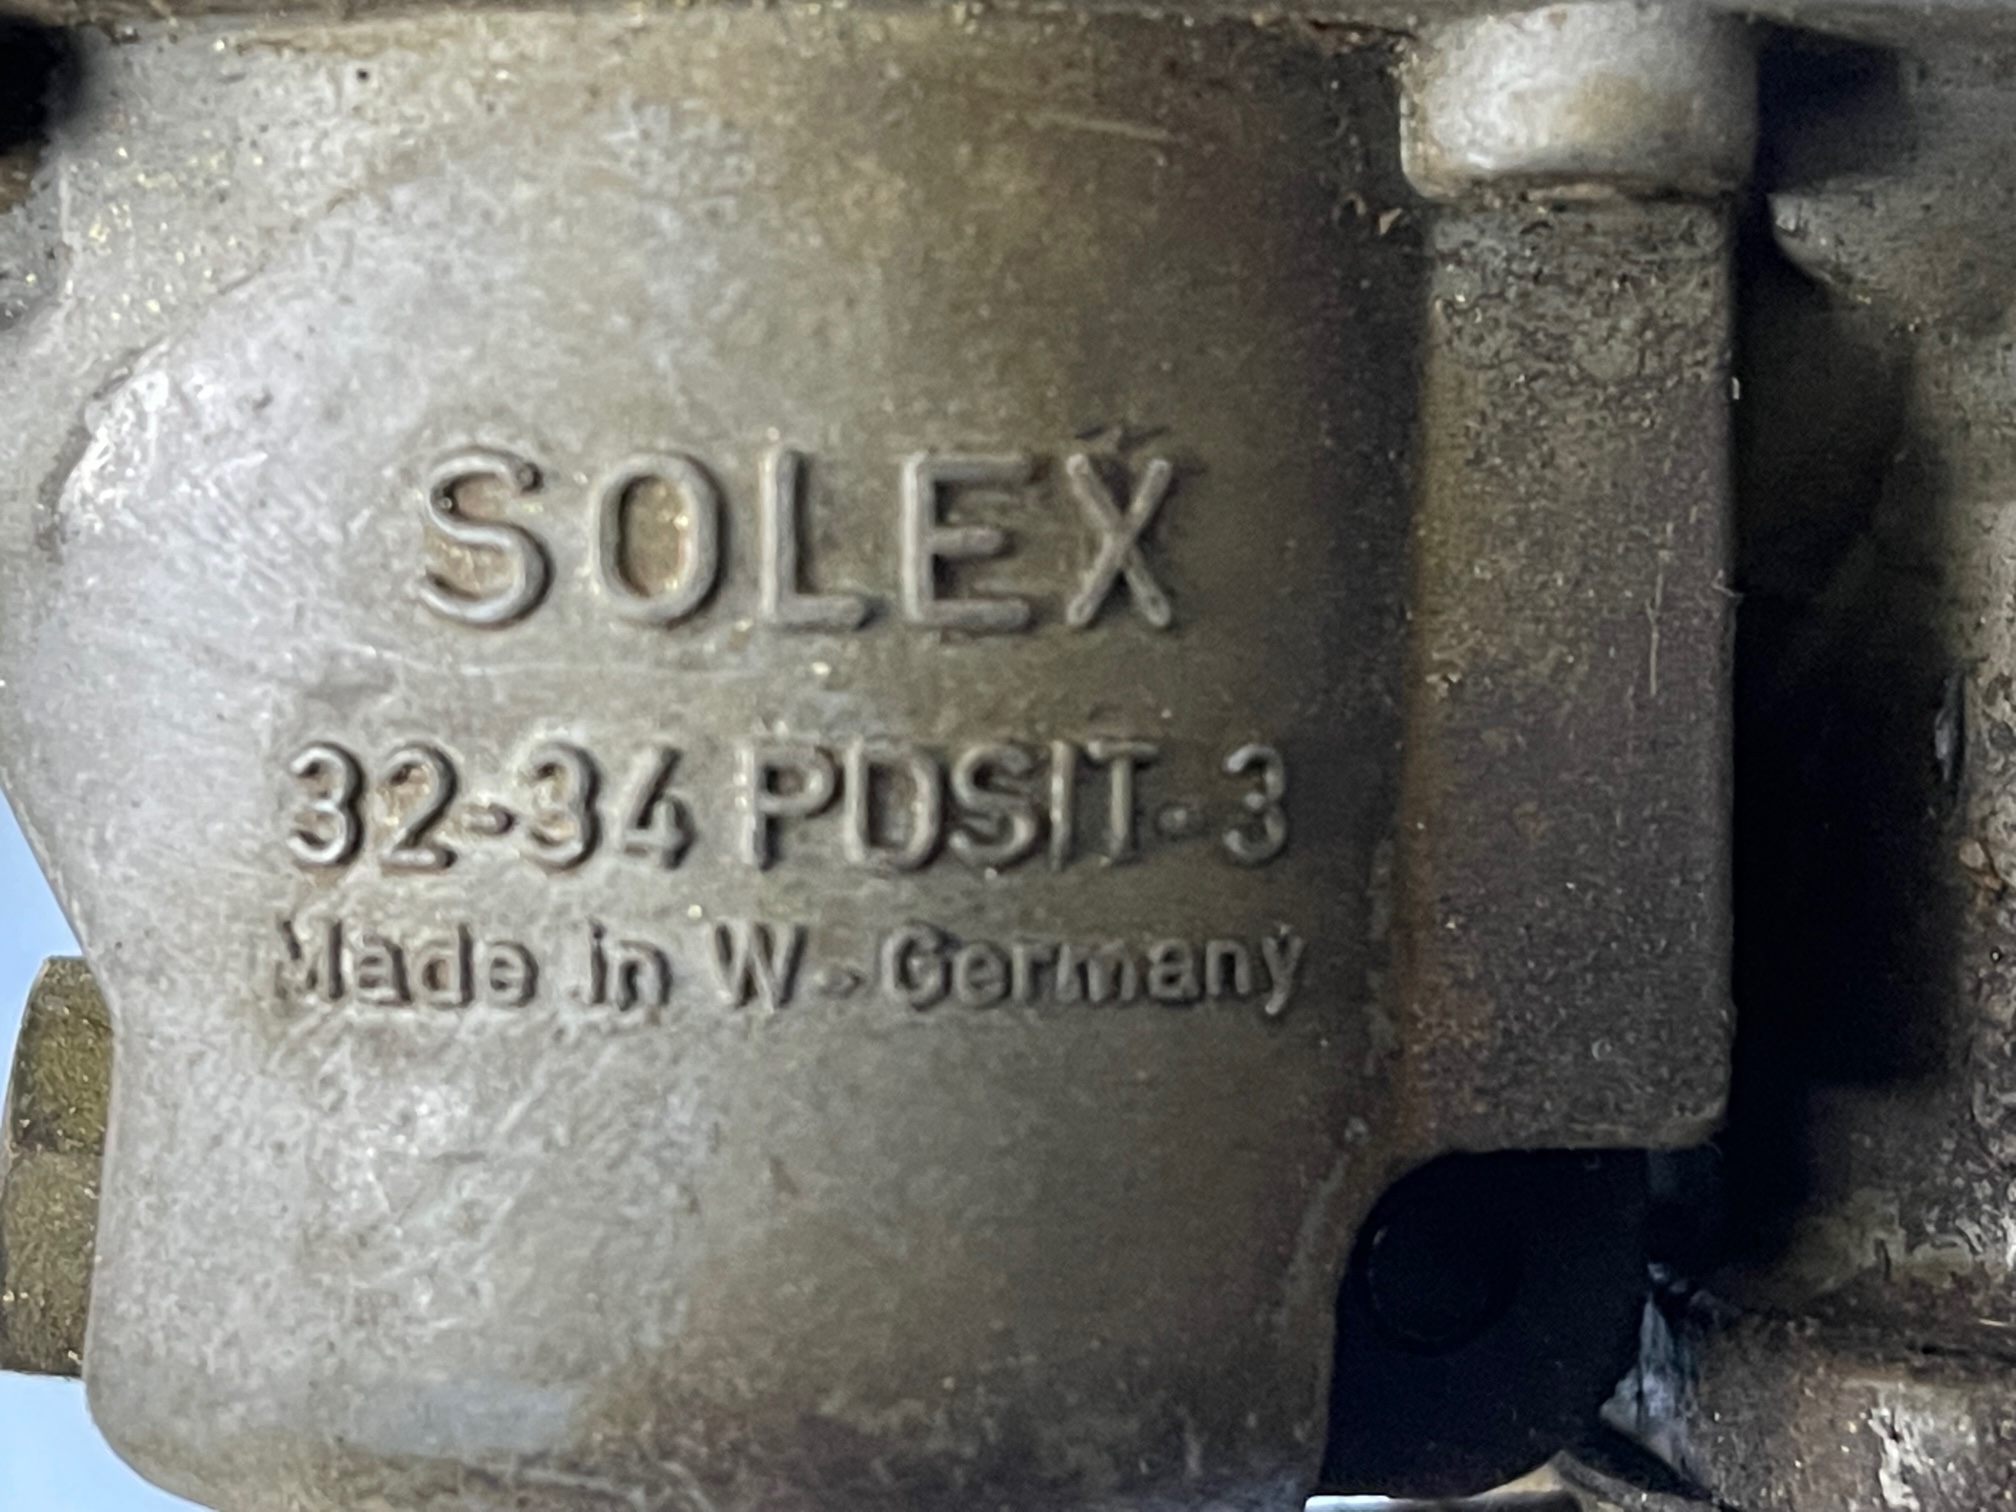 SOLEX
32-34 PDSIT-3
Made in W.-Germany